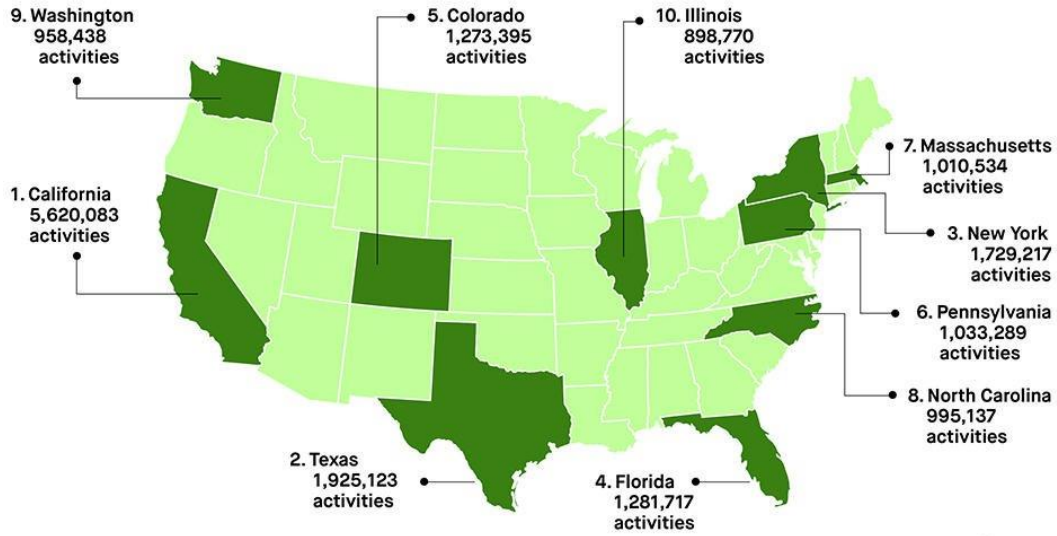 9. Washington
958,438
activities
5. Colorado
1,273,395
activities
10. Illinois
898,770
activities
7. Massachusetts
1,010,534
activities
1. California
5,620,083
activities
3. New York
1,729,217
activities
6. Pennsylvania
1,033,289
activities
8. North Carolina
995,137
activities
2. Texas
1,925,123
activities
4. Florida
1,281,717
activities